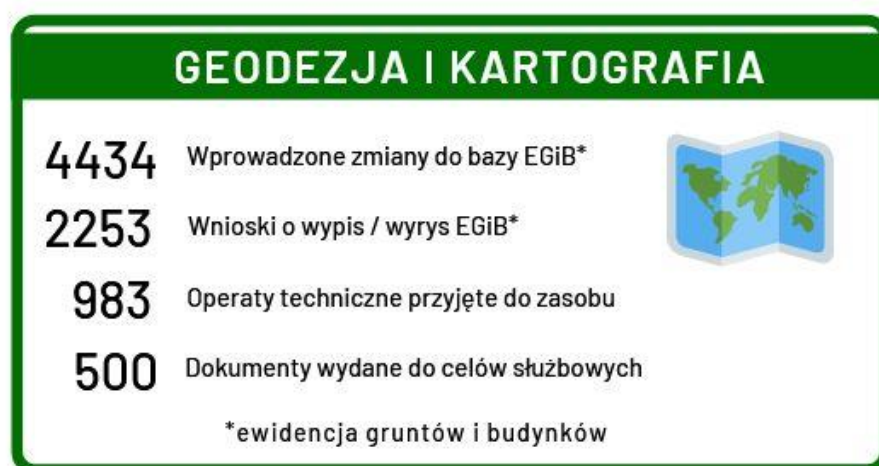 GEODEZJA I KARTOGRAFIA
4434 Wprowadzone zmiany do bazy EGiB*
2253 Wnioski o wypis / wyrys EGiB*
983 Operaty techniczne przyjęte do zasobu
500 Dokumenty wydane do celów służbowych
*ewidencja gruntów i budynków